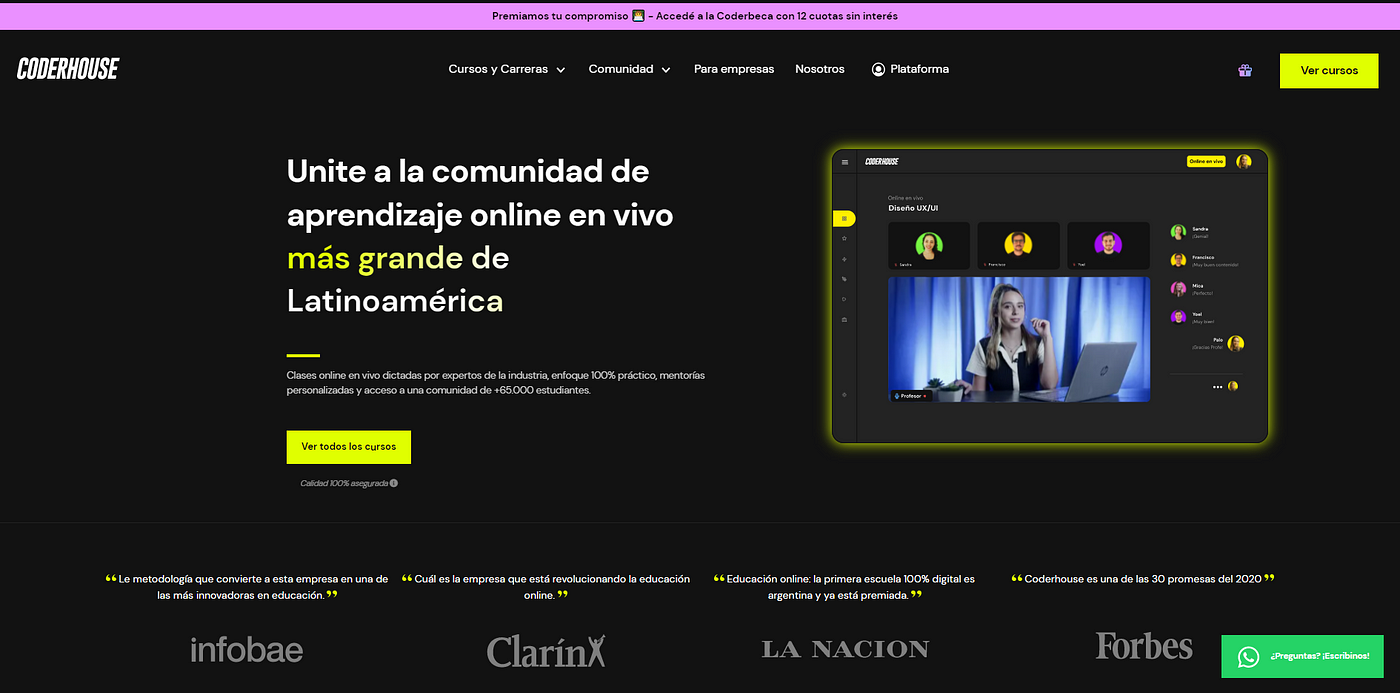 Premiamos tu compromiso 👨‍💻 - Accedé a la Coderbeca con 12 cuotas sin interés
CODERHOUSE
Cursos y Carreras
Comunidad
Para empresas
Nosotros
Plataforma
Ver cursos
Unite a la comunidad de
aprendizaje online en vivo
más grande de
Latinoamérica
Clases online en vivo dictadas por expertos de la industria, enfoque 100% práctico, mentorías
personalizadas y acceso a una comunidad de +65.000 estudiantes.
Ver todos los cursos
Calidad 100% asegurada
CODERHOUSE
Online en vivo
Online en vivo
Diseño UX/UI
Sandra
Francisco
Yoel
Profesor
Sandra
¡Genial!
Francisco
¡Muy buen contenido!
Mica
¡Perfecto!
Yoel
¡Muy bien!
Palo
¡Gracias Profe!
“Le metodología que convierte a esta empresa en una de
las más innovadoras en educación.”
infobae
“Cuál es la empresa que está revolucionando la educación
online.”
Clarín
“Educación online: la primera escuela 100% digital es
argentina y ya está premiada.”
LA NACION
“Coderhouse es una de las 30 promesas del 2020”
Forbes
¿Preguntas? ¡Escribinos!